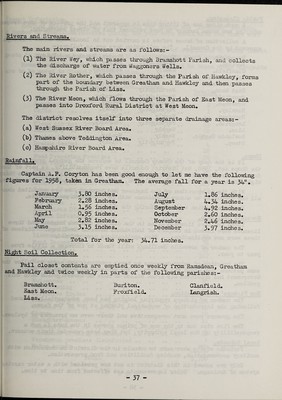 Rivers and Streams.
The main rivers and streams are as follows:-
(1) The River Wey, which passes through Bramshott Parish, and collects
the discharge of water from Waggoners Wells.
(2) The River Rother, which passes through the Parish of Hawkley, forms
part of the boundary between Greatham and Hawkley and then passes
through the Parish of Liss.
(3) The River Meon, which flows through the Parish of East Meon, and
passes into Droxford Rural District at West Meon.
The district resolves itself into three separate drainage areas:-
(a) West Sussex River Board Area.
(b) Thames above Teddington Area.
(c) Hampshire River Board Area.
Rainfall.
Captain A.F. Coryton has been good enough to let me have the following
figures for 1958, taken in Greatham. The average fall for a year is 34".
January 3.80 inches. July 1.86 inches.
February 2.28 inches. August 4.34 inches.
March 1.56 inches. September 4.92 inches.
April 0.95 inches. October 2.60 inches.
May 2.82 inches. November 2.46 inches.
June 3.15 inches. December 3.97 inches.
Total for the year: 34.71 inches.
Night Soil Collection.
Pail closet contents are emptied once weekly from Ramsdean, Greatham
and Hawkley and twice weekly in parts of the following parishes:-
Bramshott. Buriton. Clanfield.
East Meon. Froxfield. Langrish.
Liss.
- 37 -